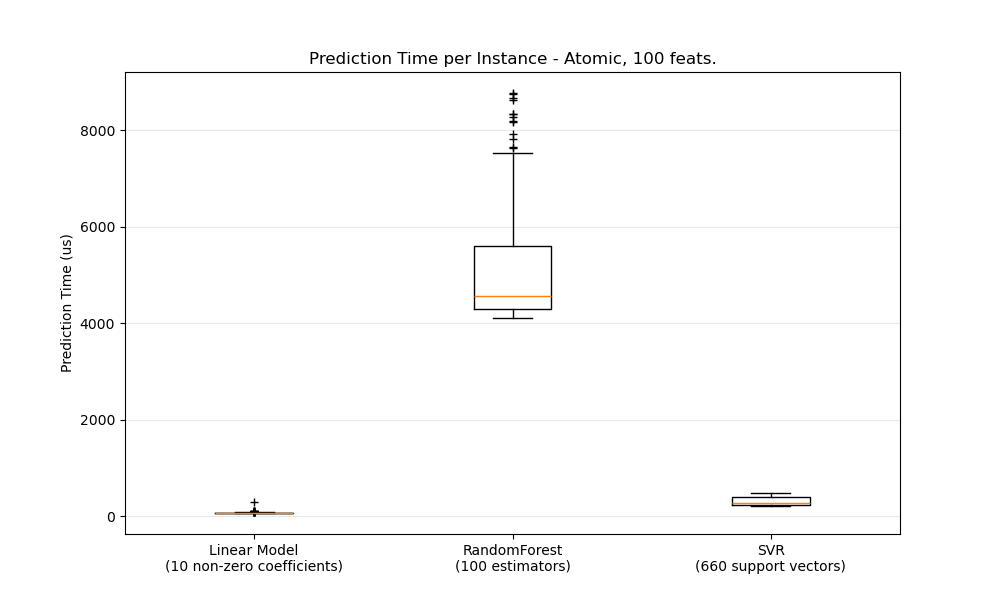 Prediction Time per Instance - Atomic, 100 feats.
8000
6000
4000
2000
0
Prediction Time (us)
Linear Model
(10 non-zero coefficients)
RandomForest
(100 estimators)
SVR
(660 support vectors)